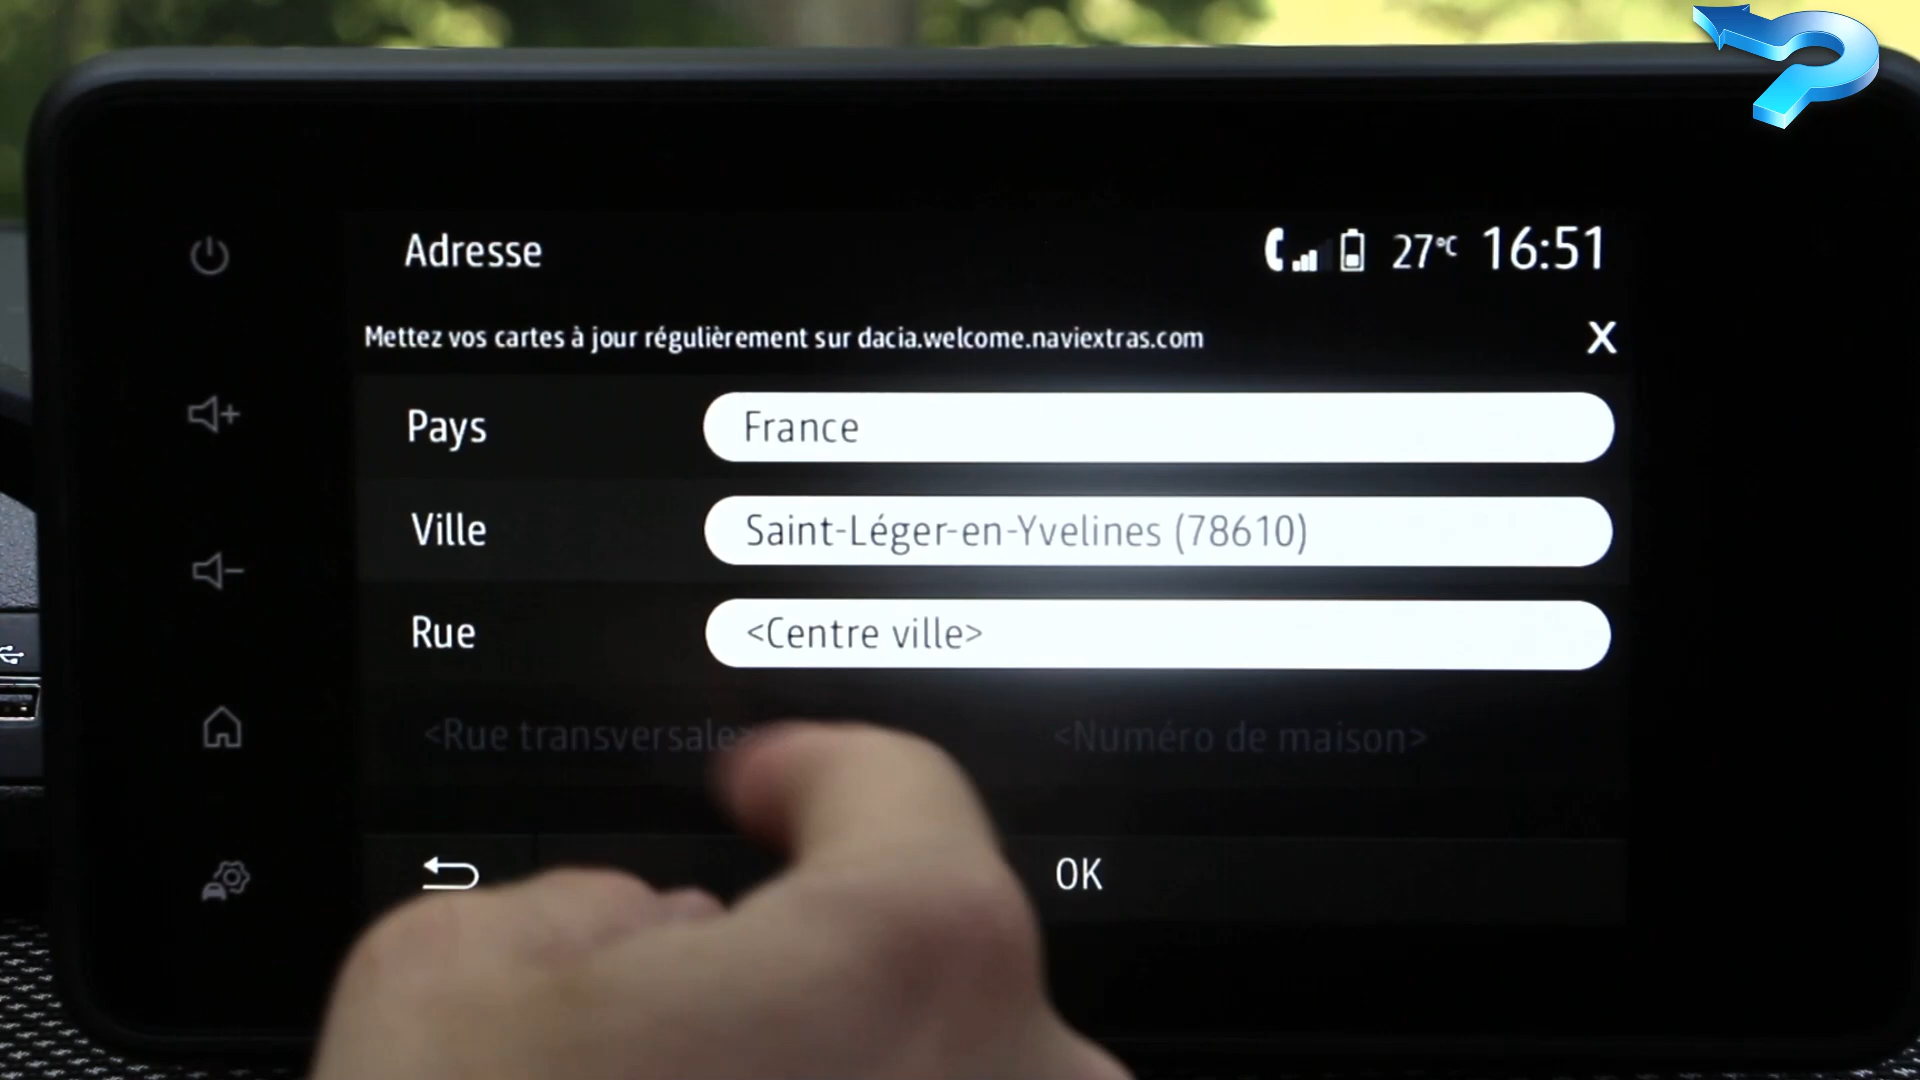 Adresse
27°C 16:51
Mettez vos cartes à jour régulièrement sur dacia.welcome.naviextras.com
X
Pays
France
Ville
Saint-Léger-en-Yvelines (78610)
Rue
<Centre ville>
<Rue transversale>
<Numéro de maison>
OK